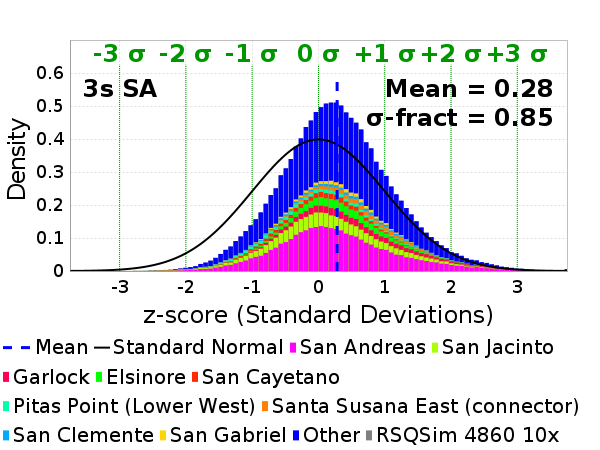 -3 σ -2 σ -1 σ 0 σ +1 σ +2 σ +3 σ
3s SA
Mean = 0.28
σ-fract = 0.85
0.6
0.5
0.4
0.3
0.2
0.1
0
Density
-3 -2 -1 0 1 2 3
z-score (Standard Deviations)
Mean Standard Normal San Andreas San Jacinto
Garlock Elsinore San Cayetano
Pitas Point (Lower West) Santa Susana East (connector)
San Clemente San Gabriel Other RSQSim 4860 10x